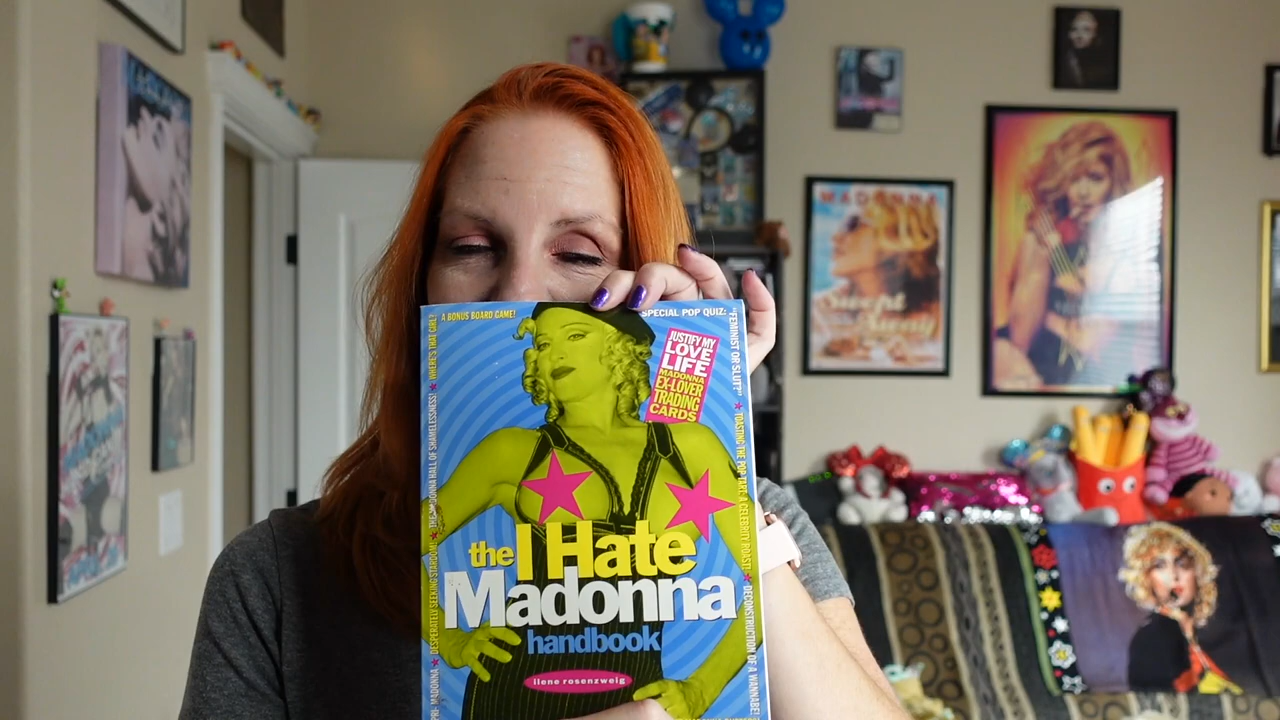 A BONUS BOARD GAME!
SPECIAL POP QUIZ:
"FEMINIST OR SLUT?" ★ TOASTING THE POP TART: A CELEBRITY ROAST! ★ DECONSTRUCTION OF A WANNABE!
DESPERATELY SEEKING STARDOM ★ THE MADONNA HALL OF SHAMELESSNESS! ★ WHERE'S THAT GIRL?
JUSTIFY MY
LOVE
LIFE
MADONNA
EX-LOVER
TRADING
CARDS
the I Hate
Madonna
handbook
ilene rosenzweig
MADONNA
Swept
Away